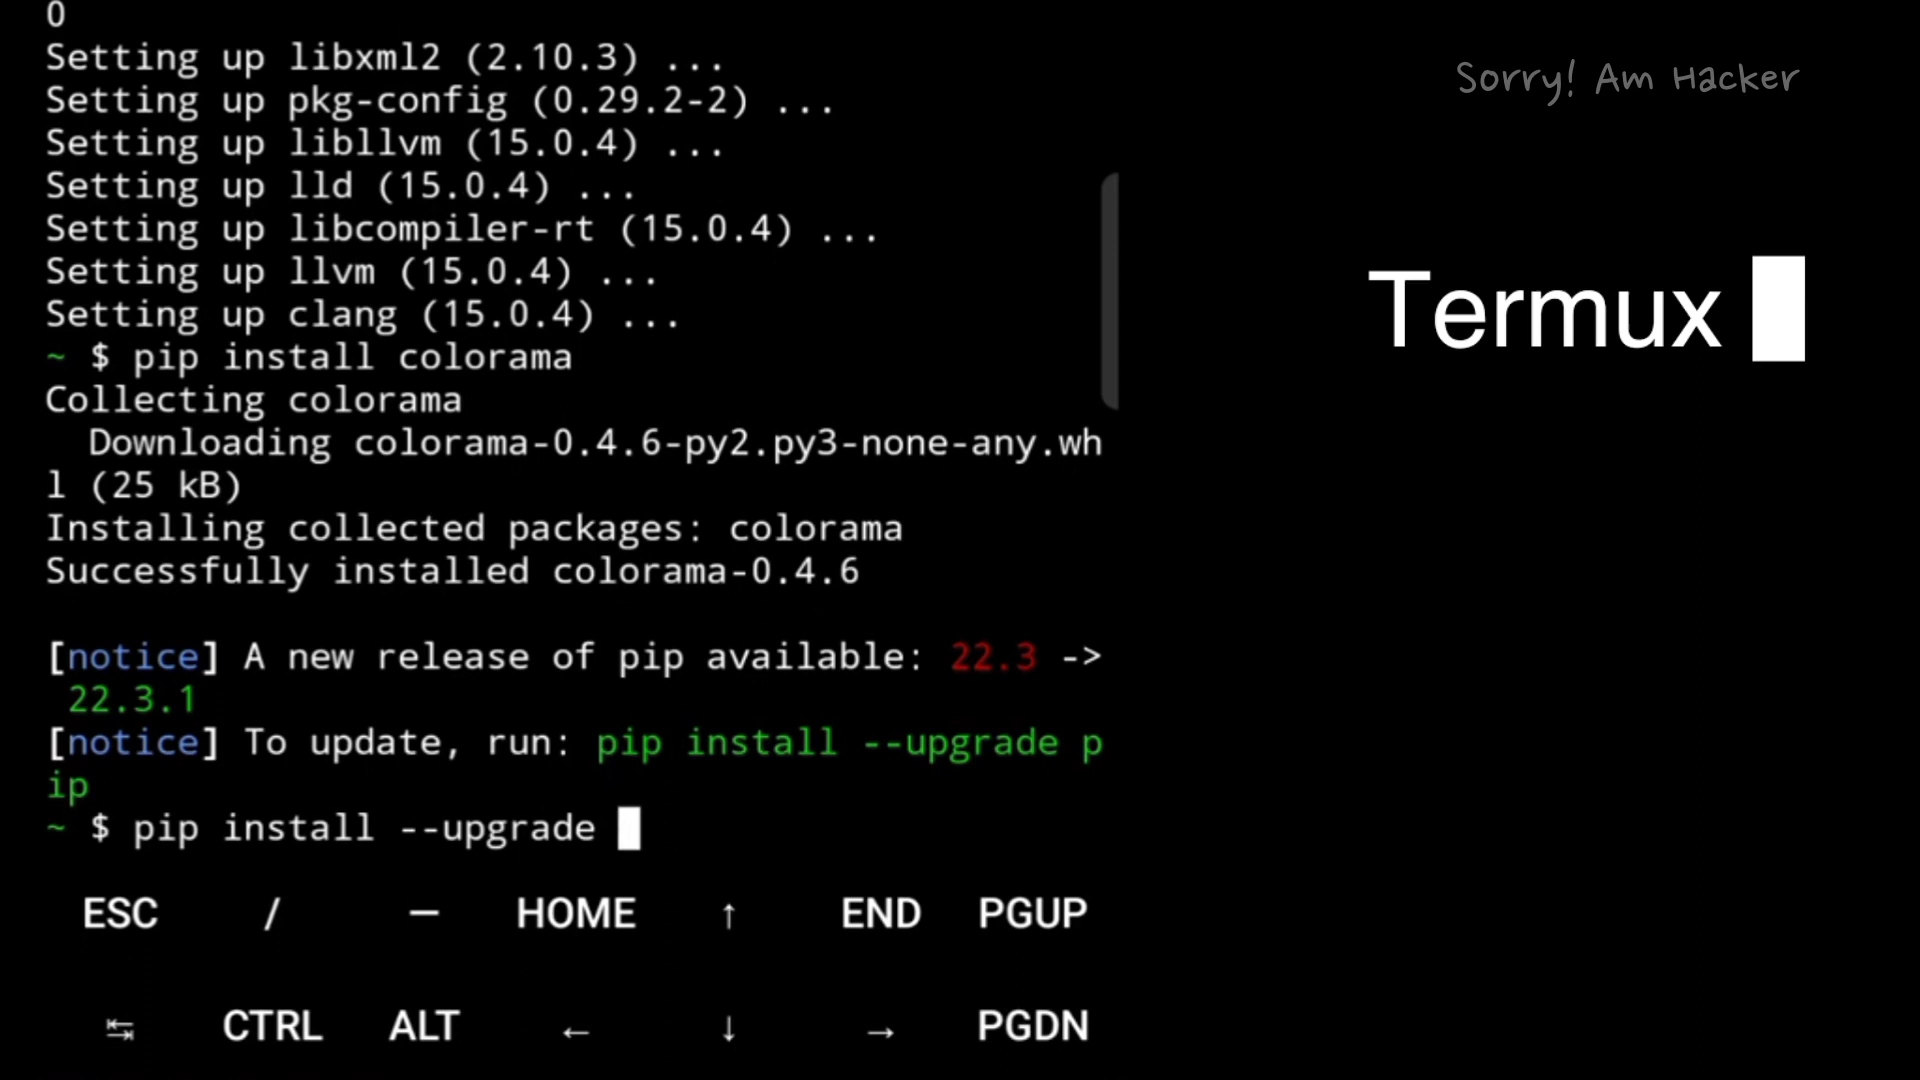 0
Setting up libxml2 (2.10.3) ...
Setting up pkg-config (0.29.2-2) ...
Setting up libllvm (15.0.4) ...
Setting up lld (15.0.4) ...
Setting up libcompiler-rt (15.0.4) ...
Setting up llvm (15.0.4) ...
Setting up clang (15.0.4) ...
~ $ pip install colorama
Collecting colorama
  Downloading colorama-0.4.6-py2.py3-none-any.wh
l (25 kB)
Installing collected packages: colorama
Successfully installed colorama-0.4.6

[notice] A new release of pip available: 22.3 ->
 22.3.1
[notice] To update, run: pip install --upgrade p
ip
~ $ pip install --upgrade
ESC / — HOME ↑ END PGUP
↹ CTRL ALT ← ↓ → PGDN
Sorry! Am Hacker
Termux